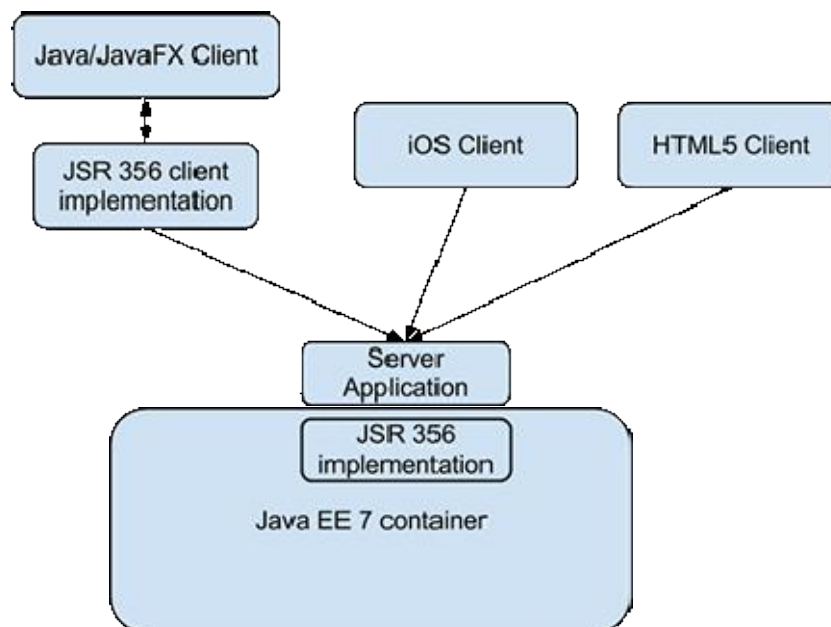 Java/JavaFX Client
JSR 356 client
implementation
iOS Client
HTML5 Client
Server
Application
JSR 356
implementation
Java EE 7 container